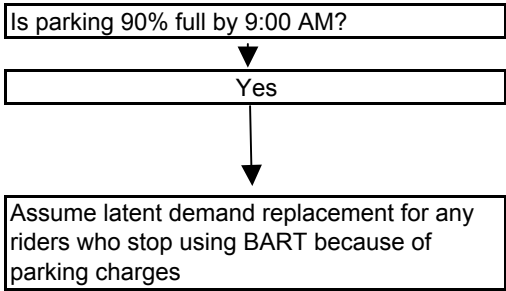 Is parking 90% full by 9:00 AM?
Yes
Assume latent demand replacement for any
riders who stop using BART because of
parking charges